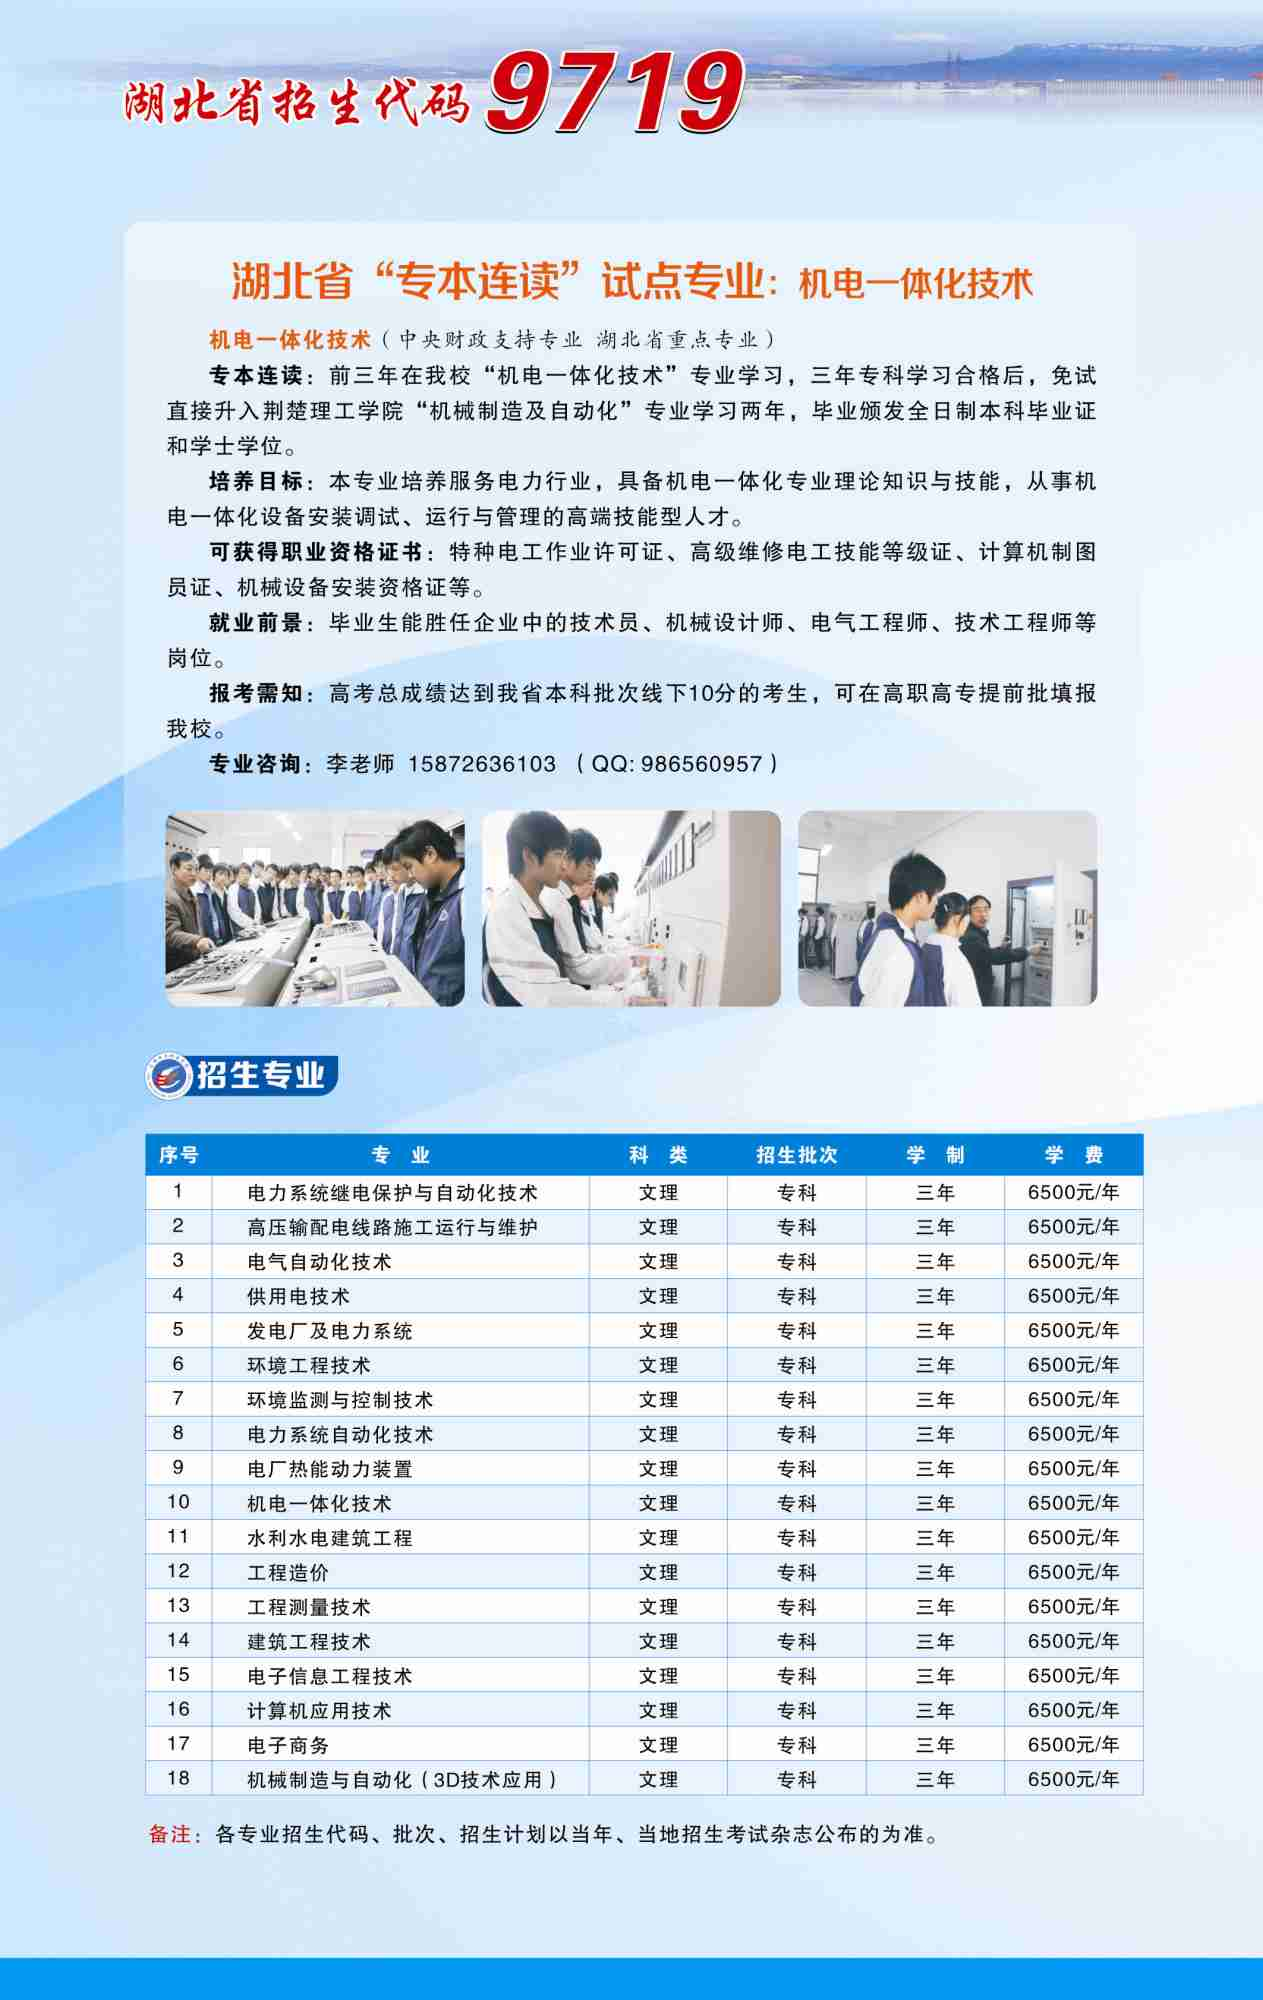 湖北省招生代码 9719
湖北省“专本连读”试点专业：机电一体化技术
机电一体化技术（中央财政支持专业 湖北省重点专业）
专本连读：前三年在我校“机电一体化技术”专业学习，三年专科学习合格后，免试
直接升入荆楚理工学院“机械制造及自动化”专业学习两年，毕业颁发全日制本科毕业证
和学士学位。
培养目标：本专业培养服务电力行业，具备机电一体化专业理论知识与技能，从事机
电一体化设备安装调试、运行与管理的高端技能型人才。
可获得职业资格证书：特种电工作业许可证、高级维修电工技能等级证、计算机制图
员证、机械设备安装资格证等。
就业前景：毕业生能胜任企业中的技术员、机械设计师、电气工程师、技术工程师等
岗位。
报考需知：高考总成绩达到我省本科批次线下10分的考生，可在高职高专提前批填报
我校。
专业咨询：李老师 15872636103 （QQ: 986560957）
招生专业
序号 专 业 科 类 招生批次 学 制 学 费
1 电力系统继电保护与自动化技术 文理 专科 三年 6500元/年
2 高压输配电线路施工运行与维护 文理 专科 三年 6500元/年
3 电气自动化技术 文理 专科 三年 6500元/年
4 供用电技术 文理 专科 三年 6500元/年
5 发电厂及电力系统 文理 专科 三年 6500元/年
6 环境工程技术 文理 专科 三年 6500元/年
7 环境监测与控制技术 文理 专科 三年 6500元/年
8 电力系统自动化技术 文理 专科 三年 6500元/年
9 电厂热能动力装置 文理 专科 三年 6500元/年
10 机电一体化技术 文理 专科 三年 6500元/年
11 水利水电建筑工程 文理 专科 三年 6500元/年
12 工程造价 文理 专科 三年 6500元/年
13 工程测量技术 文理 专科 三年 6500元/年
14 建筑工程技术 文理 专科 三年 6500元/年
15 电子信息工程技术 文理 专科 三年 6500元/年
16 计算机应用技术 文理 专科 三年 6500元/年
17 电子商务 文理 专科 三年 6500元/年
18 机械制造与自动化（3D技术应用） 文理 专科 三年 6500元/年
备注：各专业招生代码、批次、招生计划以当年、当地招生考试杂志公布的为准。